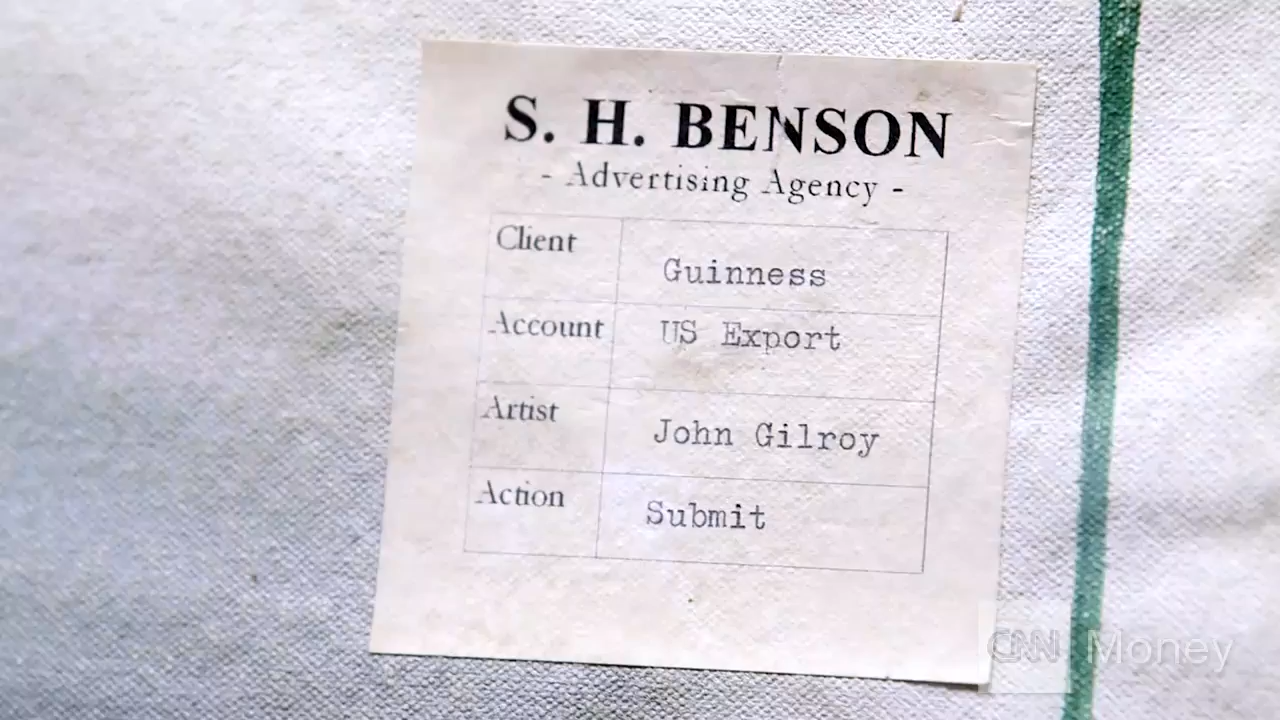 S. H. BENSON
- Advertising Agency -
Client Guinness
Account US Export
Artist John Gilroy
Action Submit
CNN Money